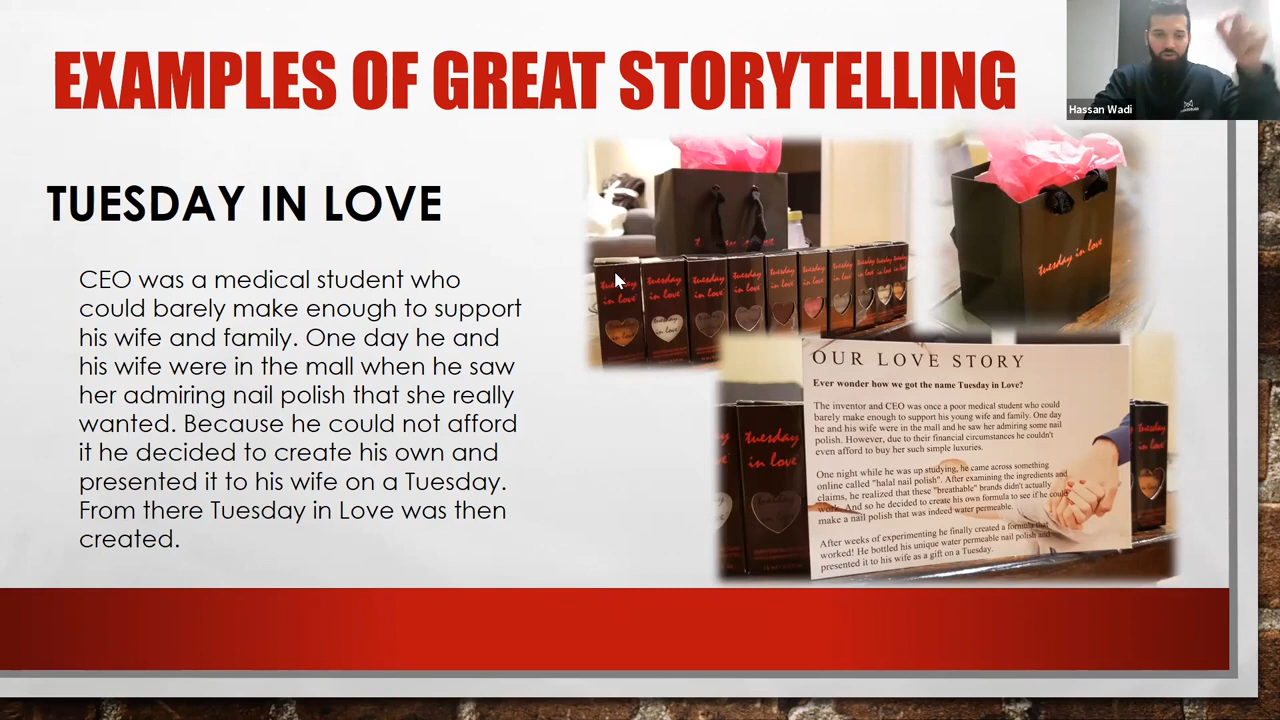 EXAMPLES OF GREAT STORYTELLING
Hassan Wadi
TUESDAY IN LOVE
CEO was a medical student who
could barely make enough to support
his wife and family. One day he and
his wife were in the mall when he saw
her admiring nail polish that she really
wanted. Because he could not afford
it he decided to create his own and
presented it to his wife on a Tuesday.
From there Tuesday in Love was then
created.
tuesday in love
OUR LOVE STORY
Ever wonder how we got the name Tuesday in Love?
The inventor and CEO was once a poor medical student who could
barely make enough to support his young wife and family. One day
he and his wife were in the mall and he saw her admiring some nail
polish. However, due to their financial circumstances he couldn't
even afford to buy her such simple luxuries.
One night while he was up studying, he came across something
online called "halal nail polish". After examining the ingredients and
claims, he realized that these "breathable" brands didn't actually
work. And so he decided to create his own formula to see if he could
make a nail polish that was indeed water permeable.
After weeks of experimenting he finally created a formula that
worked! He bottled his unique water permeable nail polish and
presented it to his wife as a gift on a Tuesday.
tuesday
in love